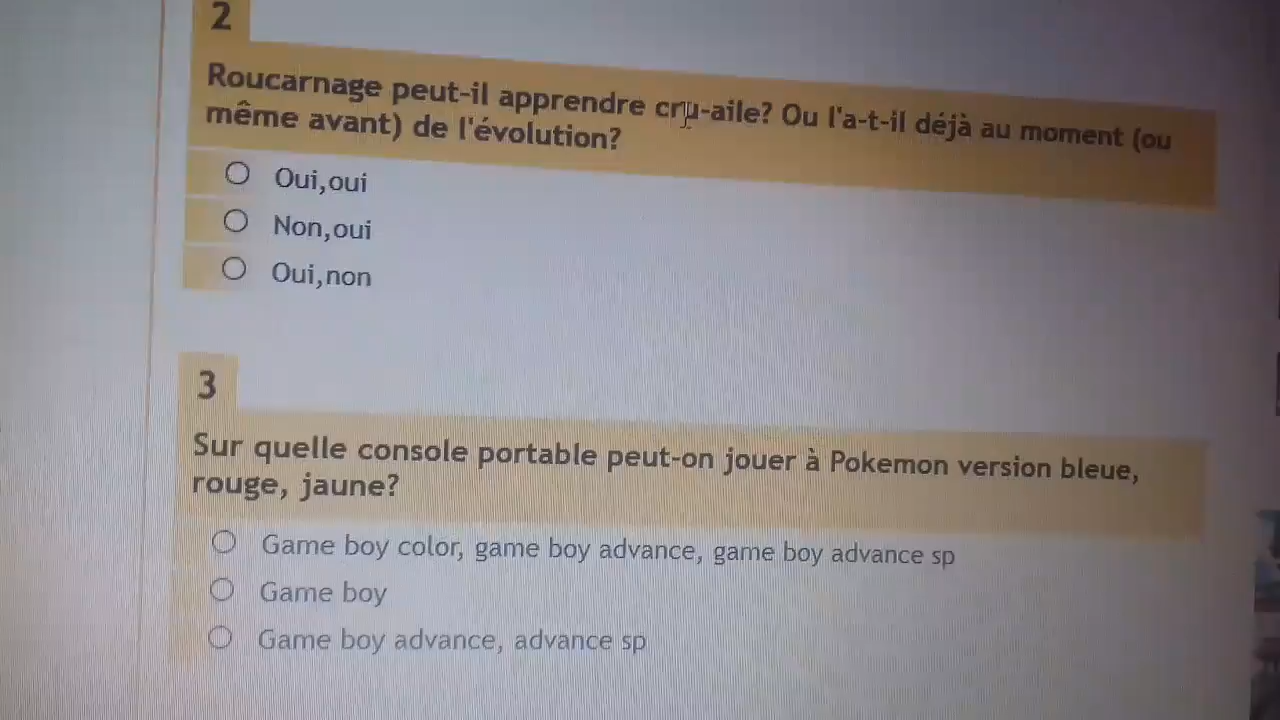 2
Roucarnage peut-il apprendre cru-aile? Ou l'a-t-il déjà au moment (ou
même avant) de l'évolution?
Oui,oui
Non,oui
Oui,non
3
Sur quelle console portable peut-on jouer à Pokemon version bleue,
rouge, jaune?
Game boy color, game boy advance, game boy advance sp
Game boy
Game boy advance, advance sp